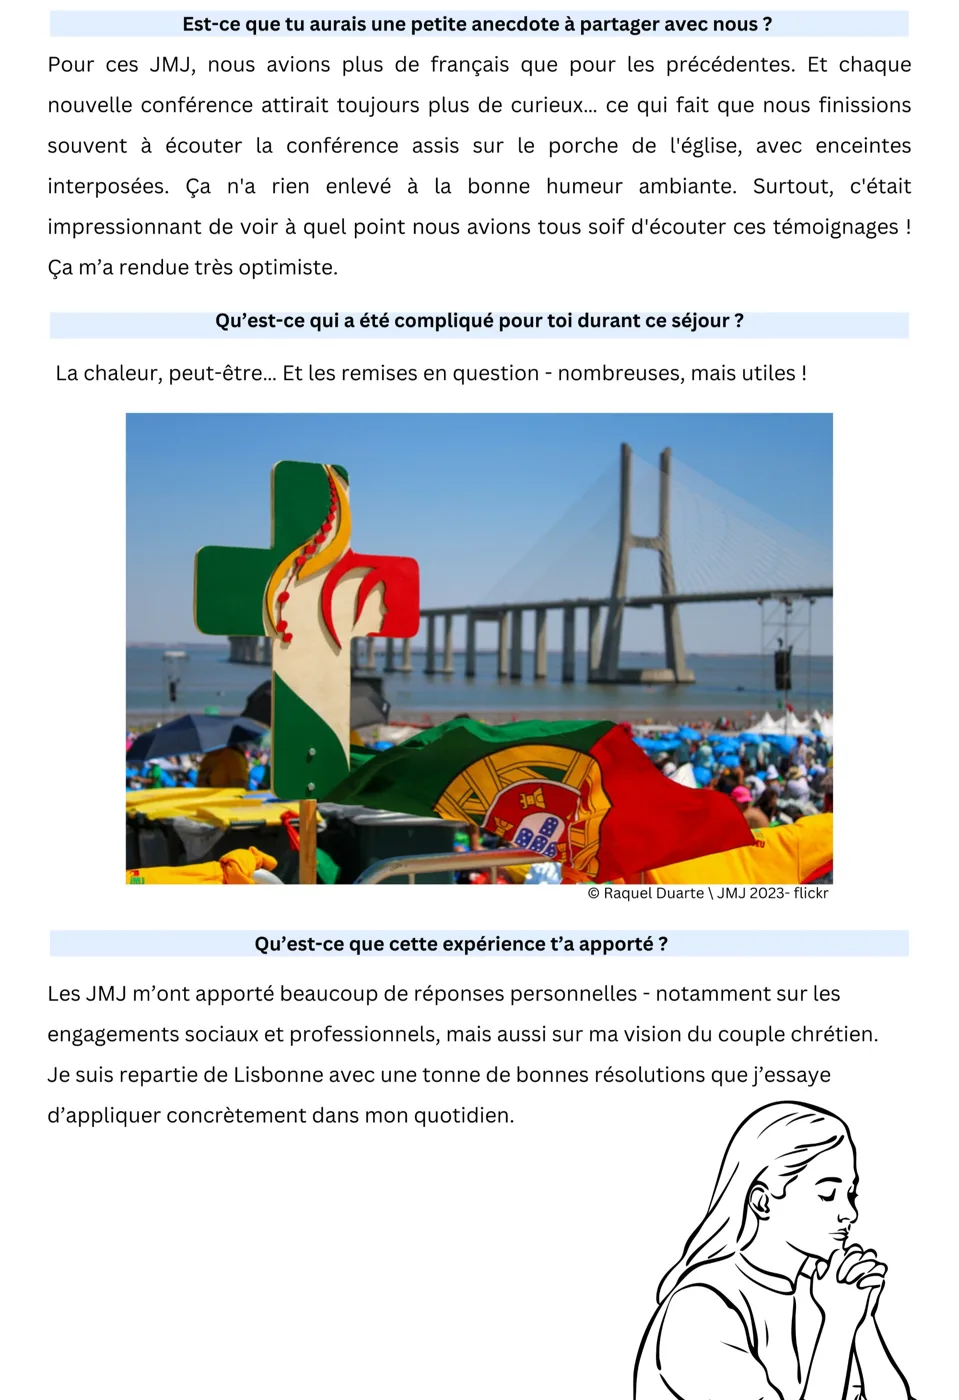 Est-ce que tu aurais une petite anecdote à partager avec nous ?
Pour ces JMJ, nous avions plus de français que pour les précédentes. Et chaque
nouvelle conférence attirait toujours plus de curieux... ce qui fait que nous finissions
souvent à écouter la conférence assis sur le porche de l'église, avec enceintes
interposées. Ça n'a rien enlevé à la bonne humeur ambiante. Surtout, c'était
impressionnant de voir à quel point nous avions tous soif d'écouter ces témoignages !
Ça m’a rendue très optimiste.
Qu’est-ce qui a été compliqué pour toi durant ce séjour ?
La chaleur, peut-être... Et les remises en question - nombreuses, mais utiles !
© Raquel Duarte \ JMJ 2023- flickr
Qu’est-ce que cette expérience t’a apporté ?
Les JMJ m’ont apporté beaucoup de réponses personnelles - notamment sur les
engagements sociaux et professionnels, mais aussi sur ma vision du couple chrétien.
Je suis repartie de Lisbonne avec une tonne de bonnes résolutions que j’essaye
d’appliquer concrètement dans mon quotidien.